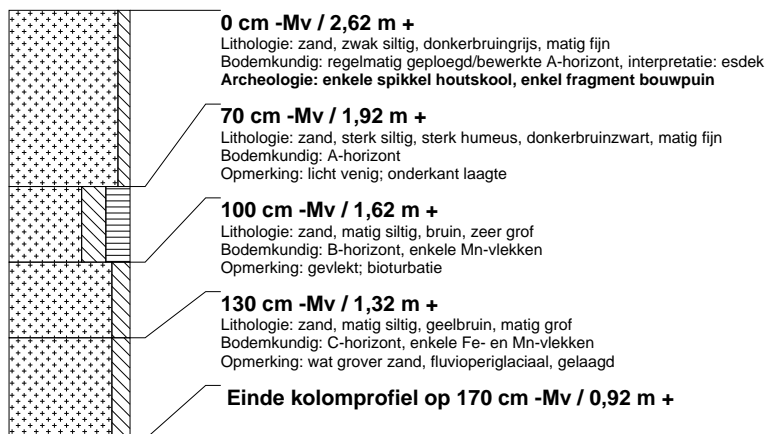 0 cm -Mv / 2,62 m +
Lithologie: zand, zwak siltig, donkerbruingrijs, matig fijn
Bodemkundig: regelmatig geploegd/bewerkte A-horizont, interpretatie: esdek
Archeologie: enkele spikkel houtskool, enkel fragment bouwpuin
70 cm -Mv / 1,92 m +
Lithologie: zand, sterk siltig, sterk humeus, donkerbruinzwart, matig fijn
Bodemkundig: A-horizont
Opmerking: licht venig; onderkant laagte
100 cm -Mv / 1,62 m +
Lithologie: zand, matig siltig, bruin, zeer grof
Bodemkundig: B-horizont, enkele Mn-vlekken
Opmerking: gevlekt; bioturbatie
130 cm -Mv / 1,32 m +
Lithologie: zand, matig siltig, geelbruin, matig grof
Bodemkundig: C-horizont, enkele Fe- en Mn-vlekken
Opmerking: wat grover zand, fluvioperiglaciaal, gelaagd
Einde kolomprofiel op 170 cm -Mv / 0,92 m +